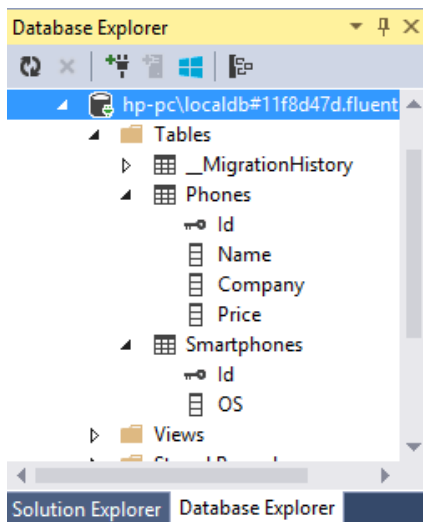 Database Explorer
hp-pc\localdb#11f8d47d.fluent
Tables
__MigrationHistory
Phones
Id
Name
Company
Price
Smartphones
Id
OS
Views
Solution Explorer Database Explorer